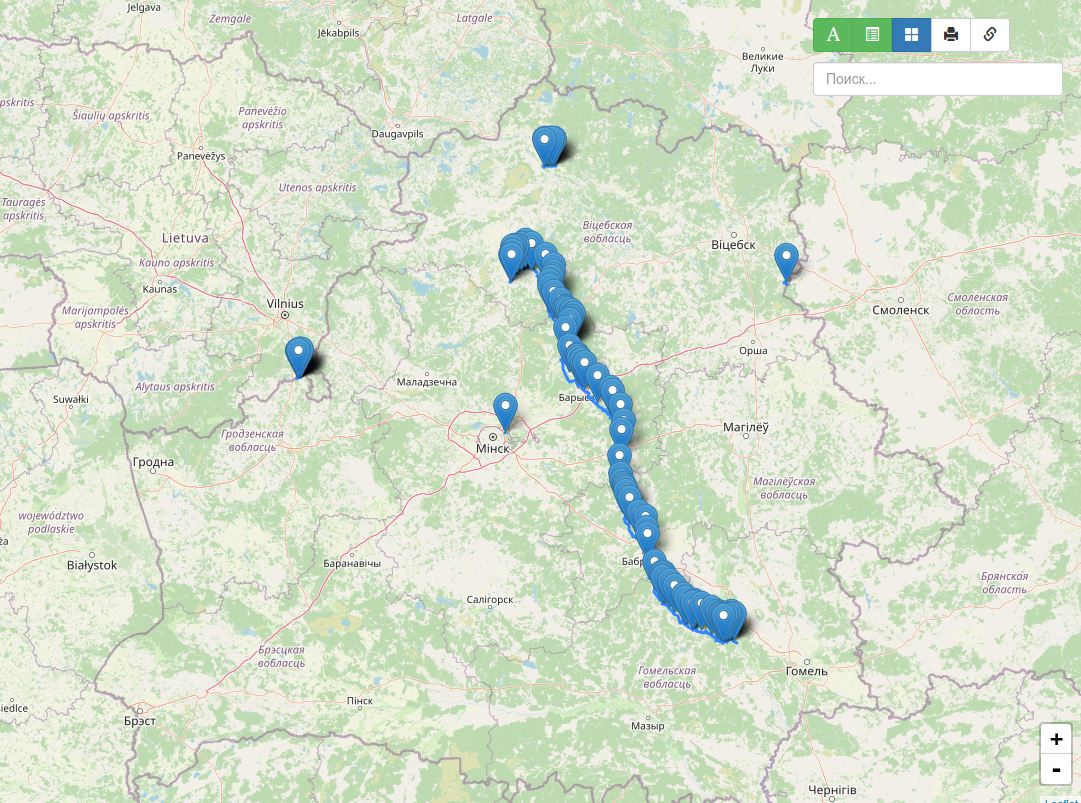 Jelgava
Zemgale
Latgale
Jēkabpils
A
Великие
Луки
Поиск...
apskritis
Šiaulių apskritis
Panevėžio
apskritis
Daugavpils
Panevėžys
Utenos apskritis
Tauragės
apskritis
Lietuva
Віцебская
вобласць
Віцебск
Kauno apskritis
Kaunas
Vilnius
Marijampolės
apskritis
Смоленск
Смоленская
область
Орша
Alytaus apskritis
Маладзечна
Suwałki
Барыс
Гродзенская
вобласць
Мінск
Магілёў
Гродна
Магілёўская
вобласць
województwo
podlaskie
Białystok
Баранавічы
Бабр
Салігорск
Брянская
область
Брэсцкая
вобласць
Гомельская
вобласць
Гомель
iedlce
Брэст
Пінск
Мазыр
Чернігів
+
-
Leaflet